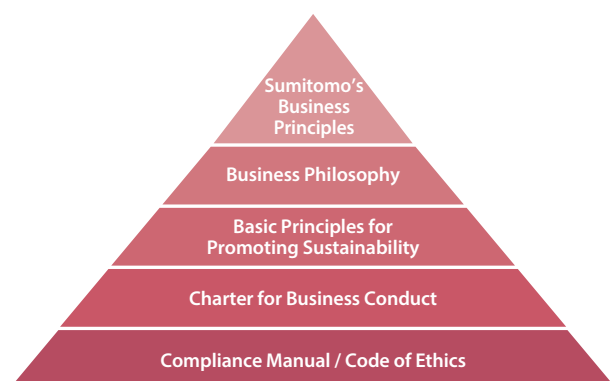 Sumitomo’s
Business
Principles
Business Philosophy
Basic Principles for
Promoting Sustainability
Charter for Business Conduct
Compliance Manual / Code of Ethics